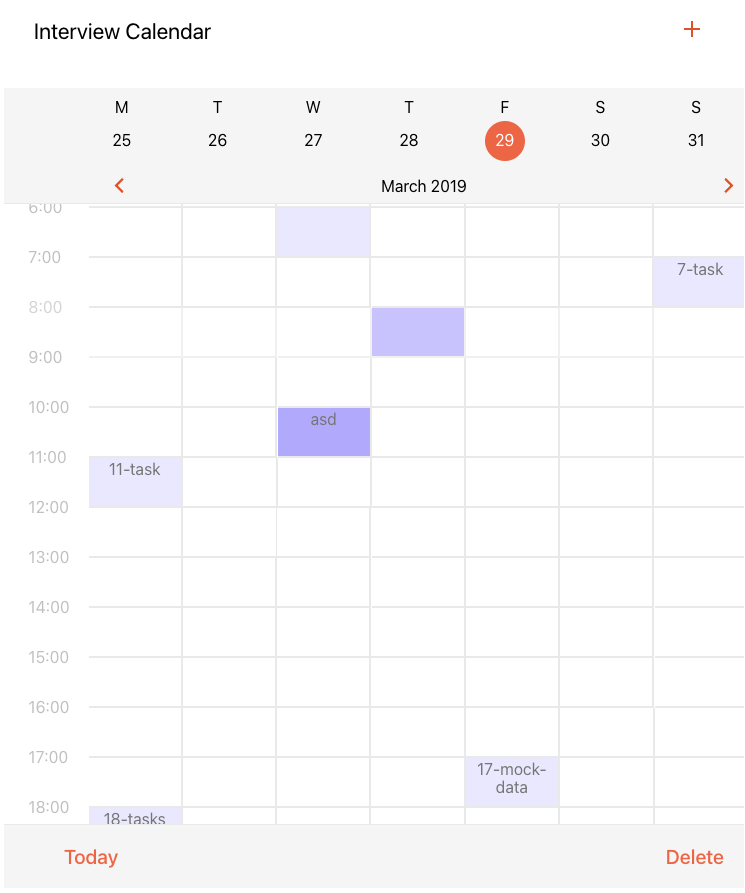 Interview Calendar +
M T W T F S S
25 26 27 28 29 30 31
< March 2019 >
6:00
7:00 7-task
8:00
9:00
10:00 asd
11:00 11-task
12:00
13:00
14:00
15:00
16:00
17:00 17-mock-
data
18:00 18-tasks
Today Delete